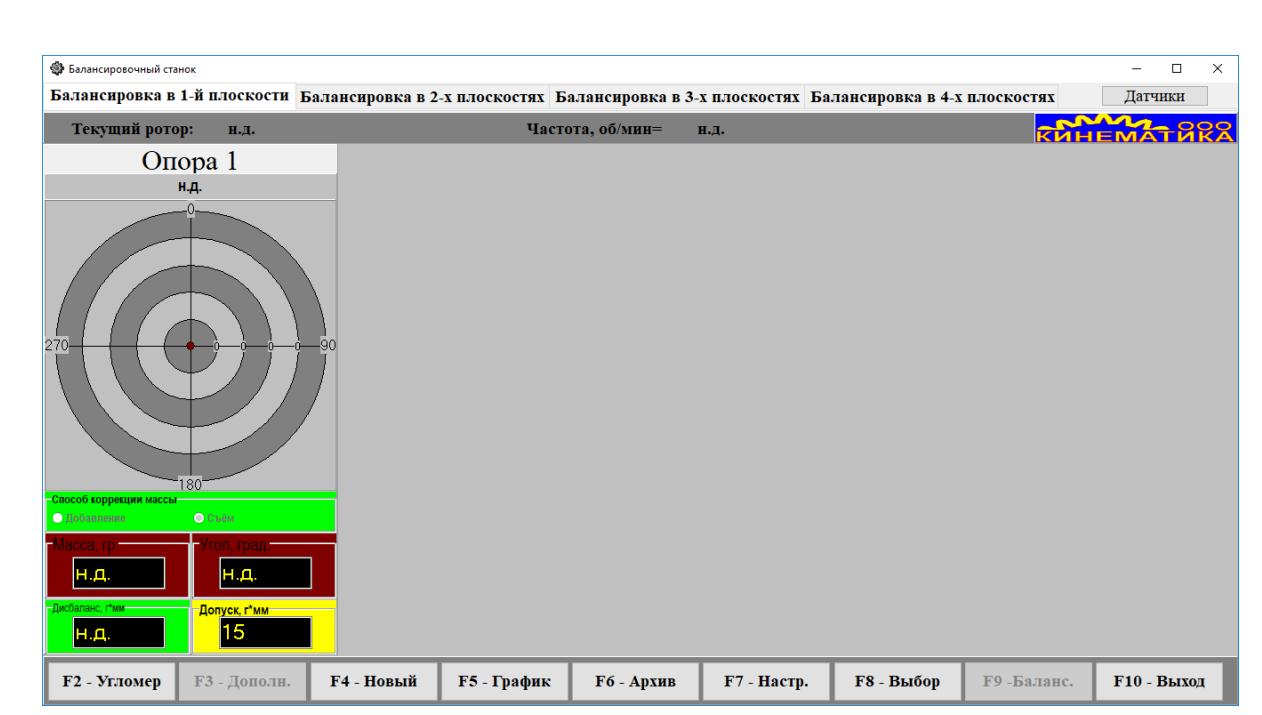 Балансировочный станок
Балансировка в 1-й плоскости Балансировка в 2-х плоскостях Балансировка в 3-х плоскостях Балансировка в 4-х плоскостях Датчики
Текущий ротор: н.д. Частота, об/мин= н.д.
ООО КИНЕМАТИКА
Опора 1
н.д.
0
270 0 0 0 0 90
180
Способ коррекции массы
Добавление Съём
Масса, гр. Угол, град.
н.д. н.д.
Дисбаланс, г*мм Допуск, г*мм
н.д. 15
F2 - Угломер F3 - Дополн. F4 - Новый F5 - График F6 - Архив F7 - Настр. F8 - Выбор F9 -Баланс. F10 - Выход